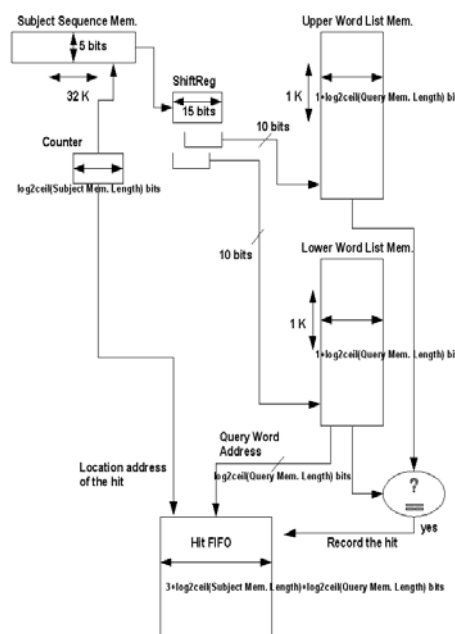 Subject Sequence Mem.
Upper Word List Mem.
5 bits
ShiftReg
32 K
15 bits
1 K
1+log2ceil(Query Mem. Length) bi
10 bits
Counter
log2ceil(Subject Mem. Length) bits
Lower Word List Mem.
10 bits
1 K
1+log2ceil(Query Mem. Length) bi
Query Word
Address
Location address
of the hit
log2ceil(Query Mem. Length) bits
?
==
yes
Hit FIFO
Record the hit
3+log2ceil(Subject Mem. Length)+log2ceil(Query Mem. Length) bits